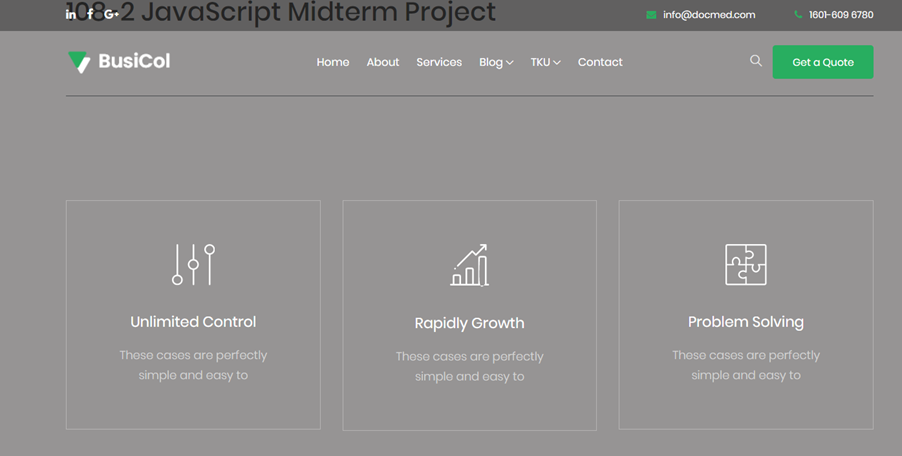 108-2 JavaScript Midterm Project
in f G+ info@docmed.com 1601-609 6780
BusiCol Home About Services Blog TKU Contact Get a Quote
Unlimited Control
These cases are perfectly
simple and easy to
Rapidly Growth
These cases are perfectly
simple and easy to
Problem Solving
These cases are perfectly
simple and easy to